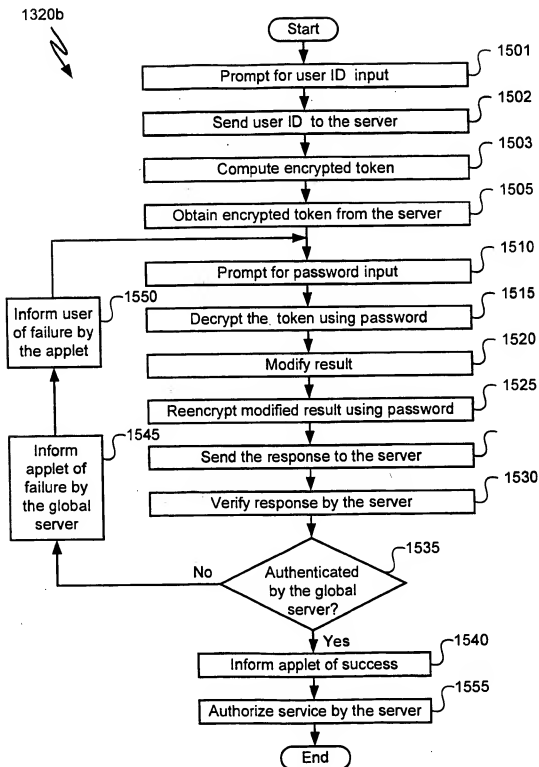 1320b
Start
Prompt for user ID input
1501
Send user ID to the server
1502
Compute encrypted token
1503
Obtain encrypted token from the server
1505
Prompt for password input
1510
Decrypt the token using password
1515
Modify result
1520
Reencrypt modified result using password
1525
Send the response to the server
Verify response by the server
1530
Authenticated
by the global
server?
1535
No
Yes
Inform
applet of
failure by
the global
server
1545
Inform user
of failure by
the applet
1550
Inform applet of success
1540
Authorize service by the server
1555
End